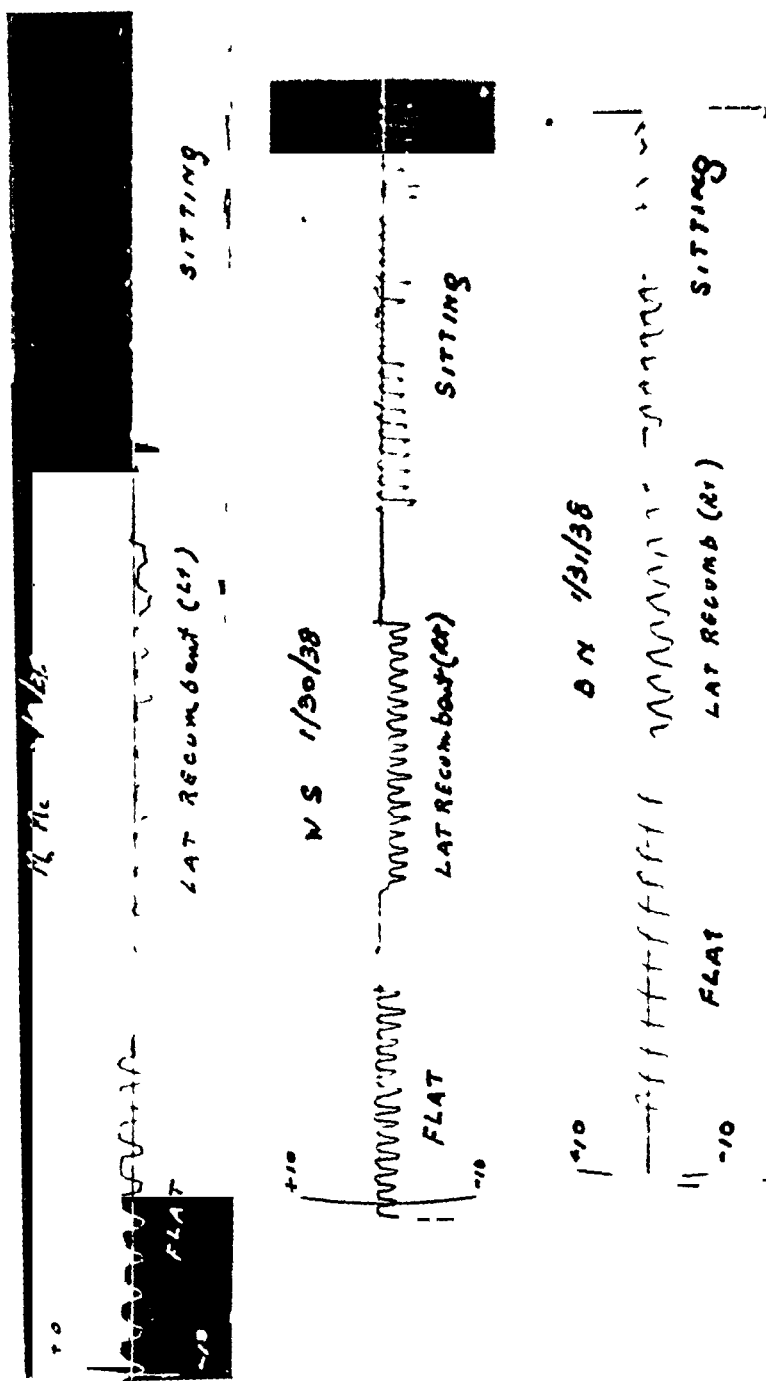 +0
-10
FLAT
LAT RECUMbent (Lt)
SITTING
W S 1/30/38
+10
-10
FLAT
LAT RECUMbent (Rt)
SITTING
1/31/38
+10
-10
FLAT
LAT RECUMb (Rt)
SITTING